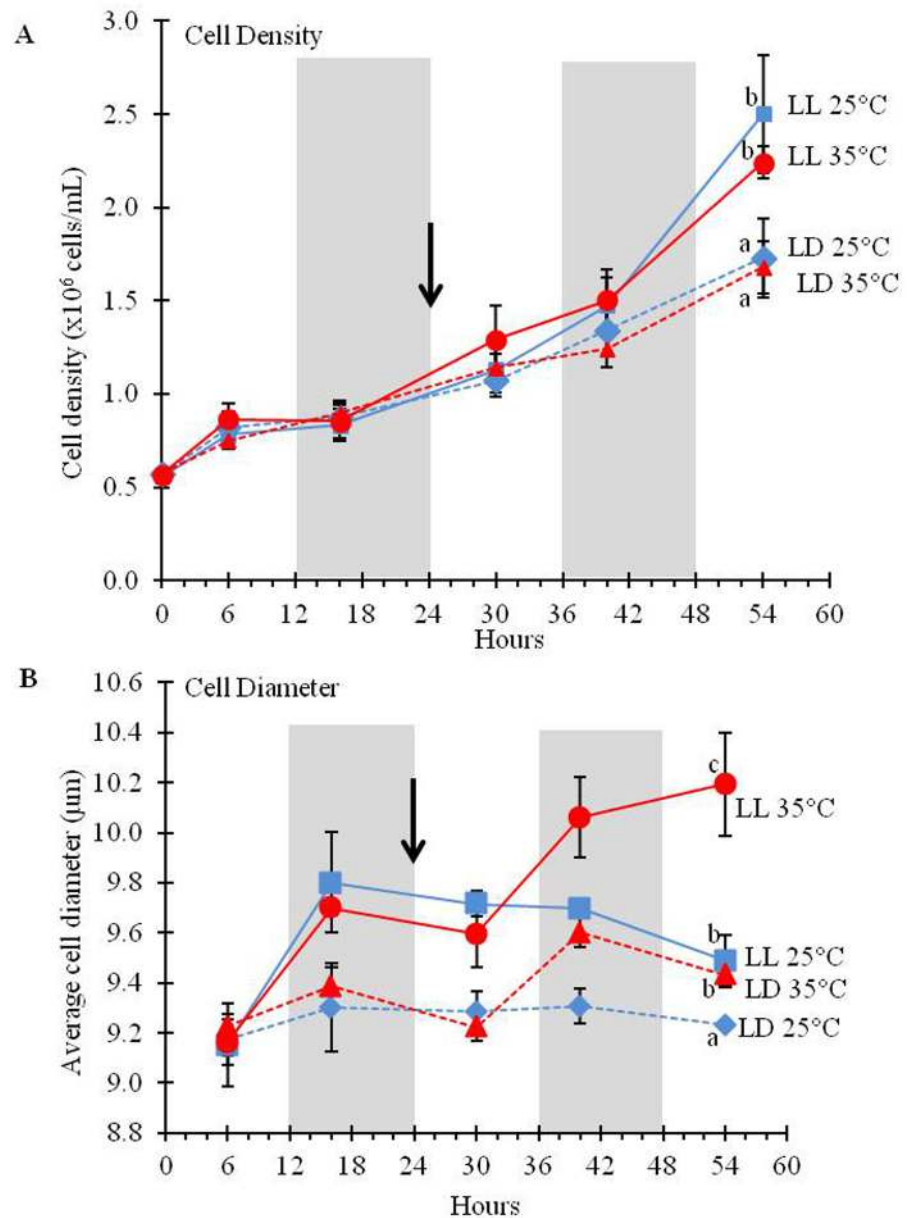 A
Cell Density
Cell density (x10⁶ cells/mL)
3.0
2.5
2.0
1.5
1.0
0.5
0.0
b
LL 25°C
b
LL 35°C
a
LD 25°C
LD 35°C
a
0 6 12 18 24 30 36 42 48 54 60
Hours
B
Cell Diameter
Average cell diameter (µm)
10.6
10.4
10.2
10.0
9.8
9.6
9.4
9.2
9.0
8.8
c
LL 35°C
b
LL 25°C
b
LD 35°C
LD 25°C
a
0 6 12 18 24 30 36 42 48 54 60
Hours